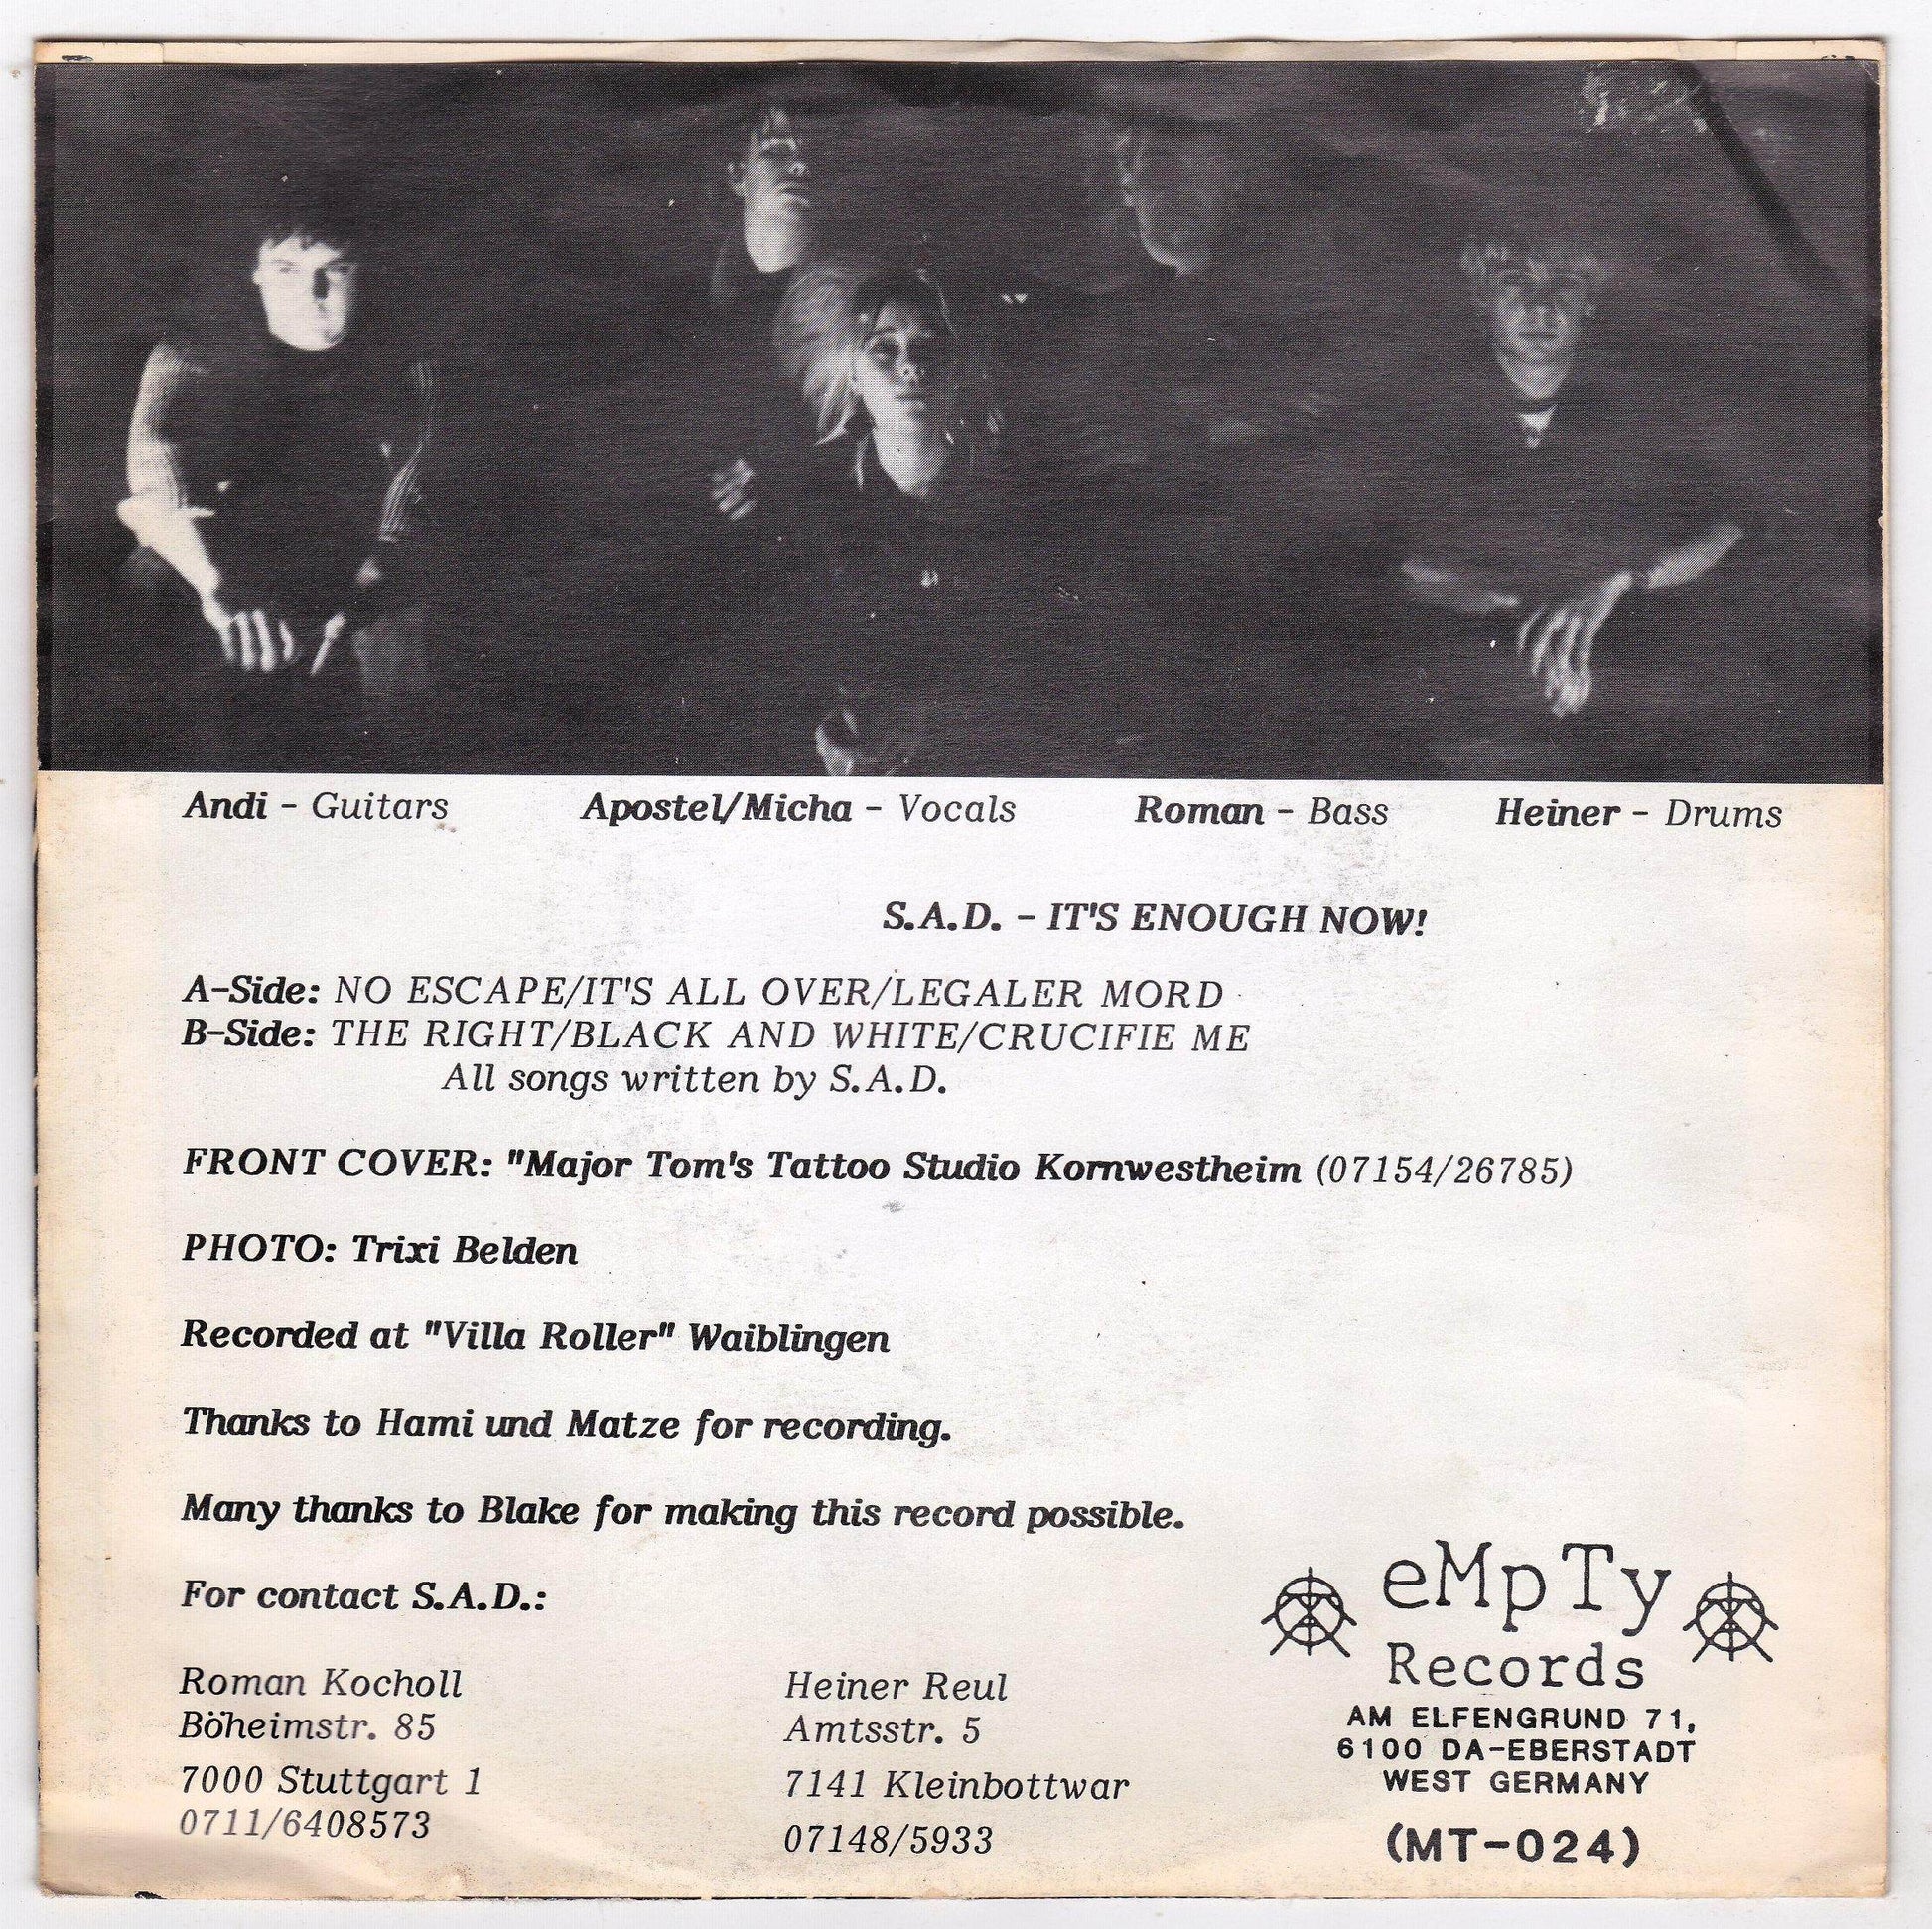 Andi - Guitars Apostel/Micha - Vocals Roman - Bass Heiner - Drums
S.A.D. - IT'S ENOUGH NOW!
A-Side: NO ESCAPE/IT'S ALL OVER/LEGALER MORD
B-Side: THE RIGHT/BLACK AND WHITE/CRUCIFIE ME
All songs written by S.A.D.
FRONT COVER: "Major Tom's Tattoo Studio Kornwestheim (07154/26785)
PHOTO: Trixi Belden
Recorded at "Villa Roller" Waiblingen
Thanks to Hami und Matze for recording.
Many thanks to Blake for making this record possible.
For contact S.A.D.:
Roman Kocholl
Böheimstr. 85
7000 Stuttgart 1
0711/6408573
Heiner Reul
Amtsstr. 5
7141 Kleinbottwar
07148/5933
eMpTy
Records
AM ELFENGRUND 71,
6100 DA-EBERSTADT
WEST GERMANY
(MT-024)